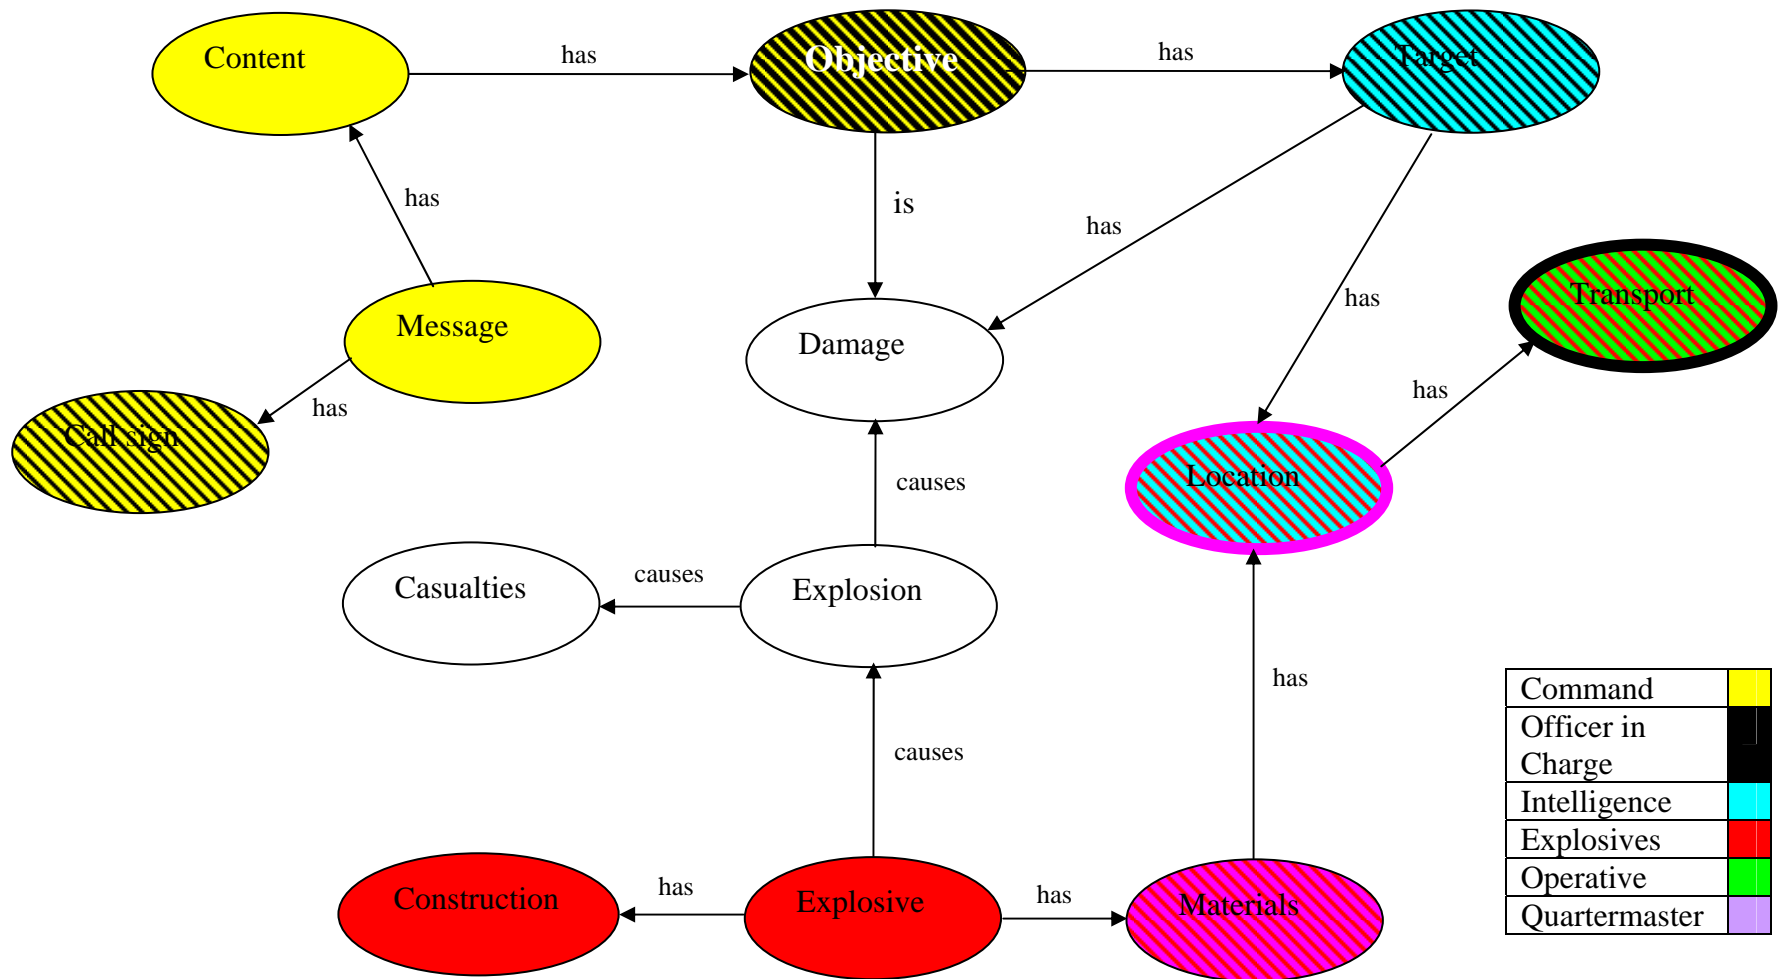 Content
has
Objective
has
Target
has
is
has
has
Transport
Message
Damage
has
has
Call sign
Location
causes
Casualties
causes
Explosion
has
causes
Construction
has
Explosive
has
Materials
Command
Officer in
Charge
Intelligence
Explosives
Operative
Quartermaster